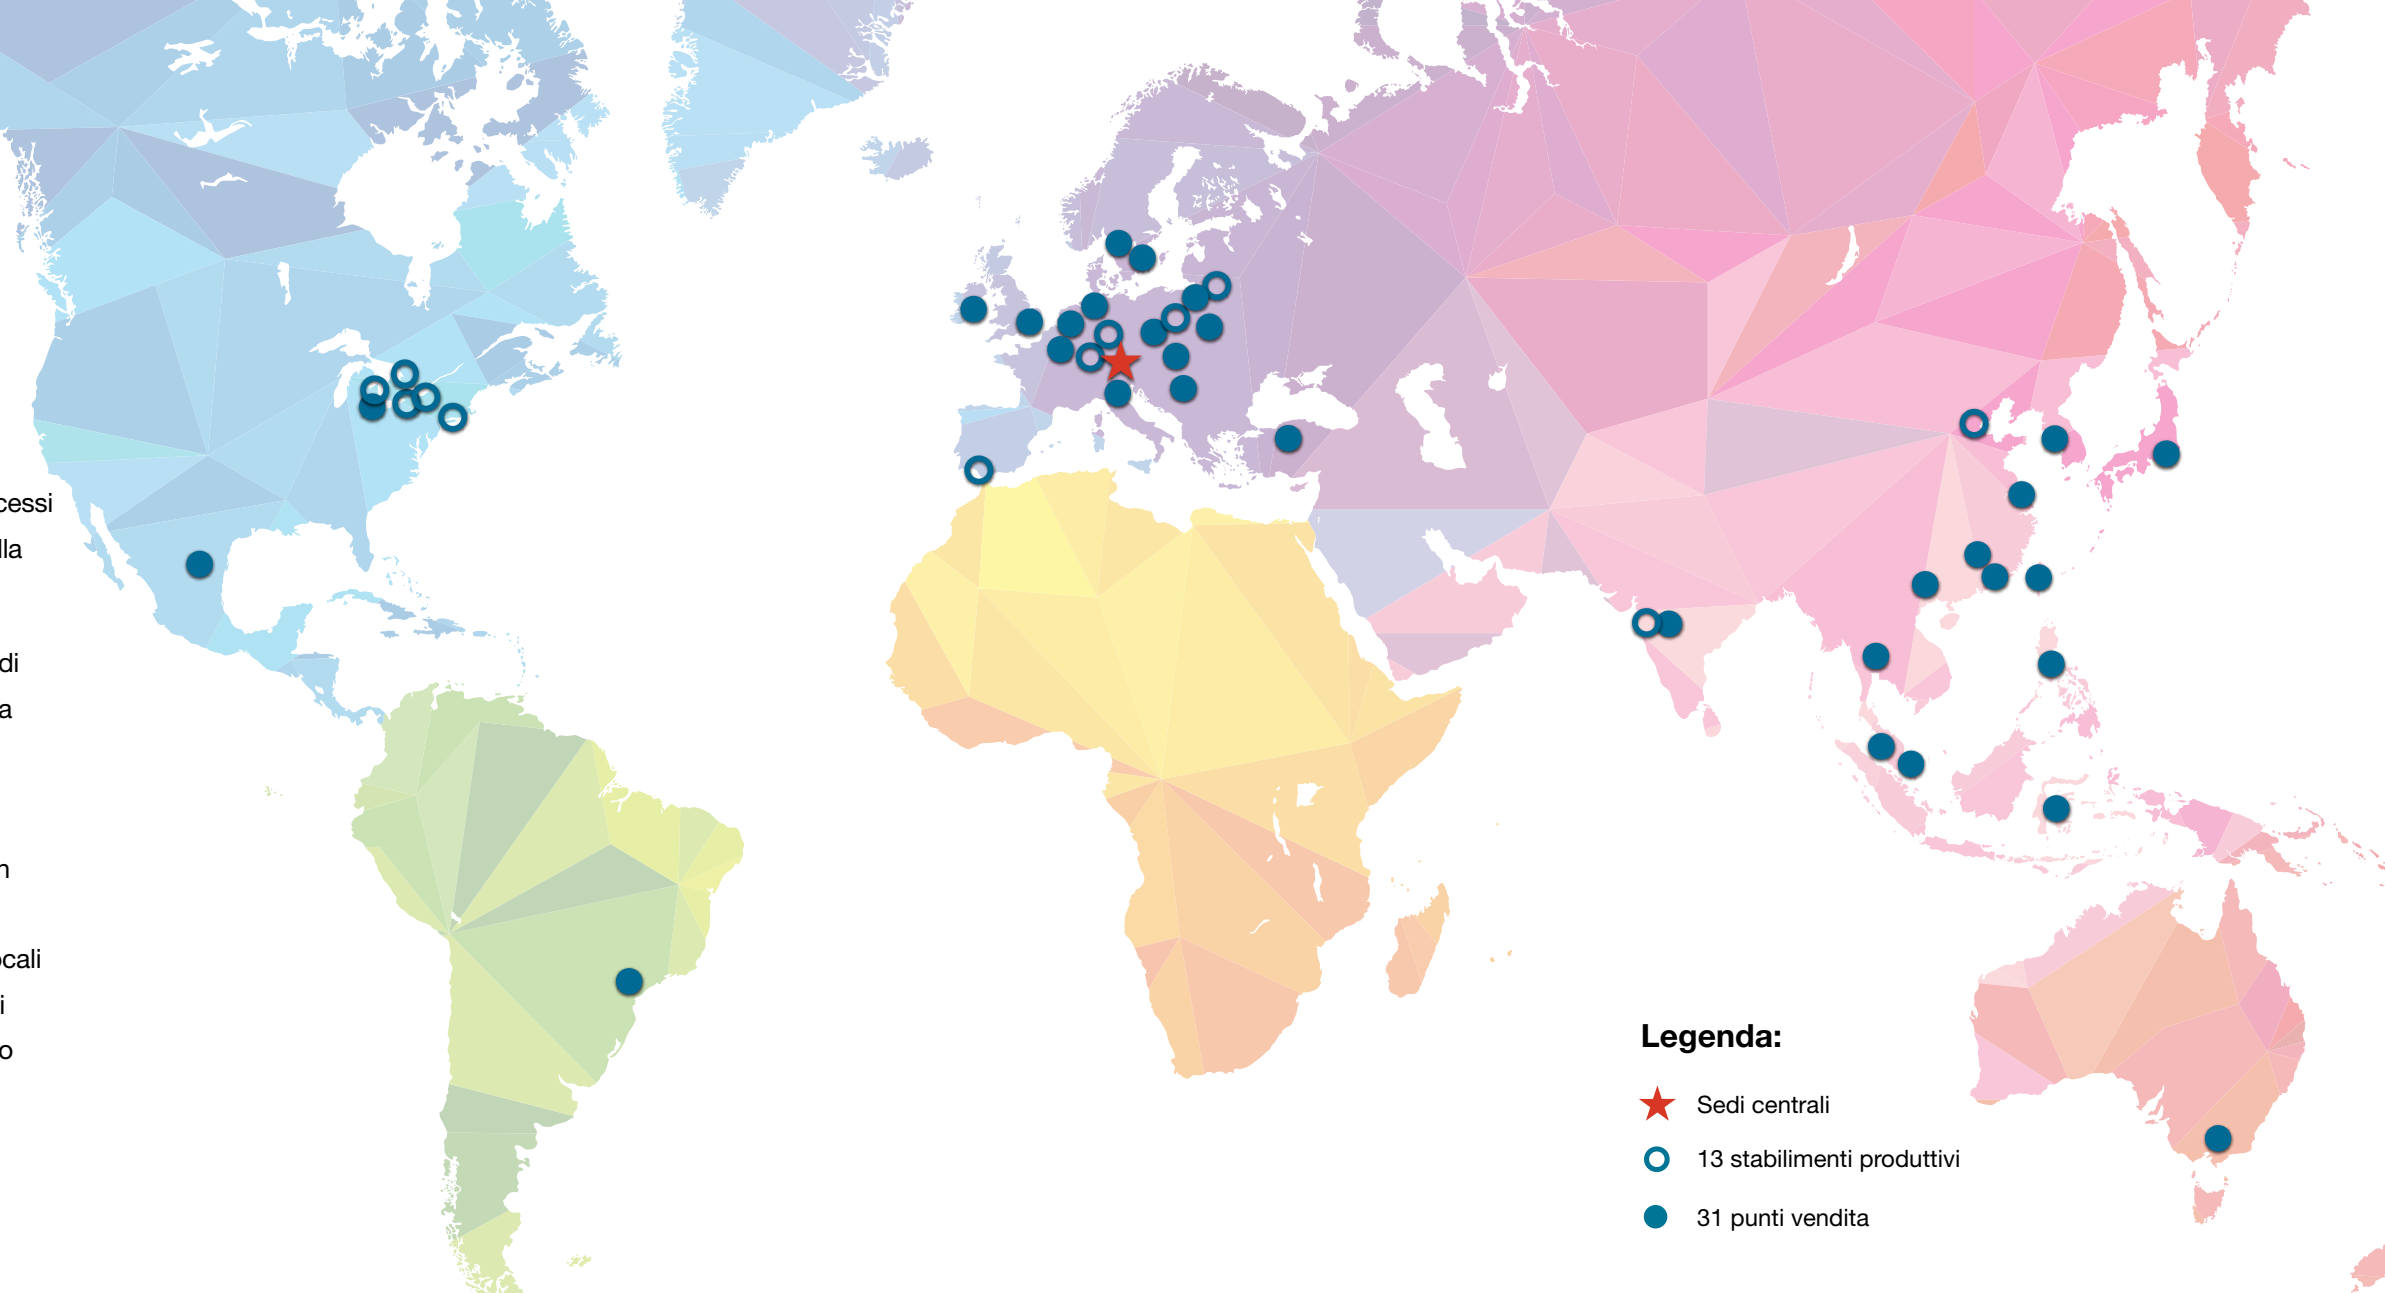 cessi
lla
di
a
n
ocali
i
o
Legenda:
Sedi centrali
13 stabilimenti produttivi
31 punti vendita